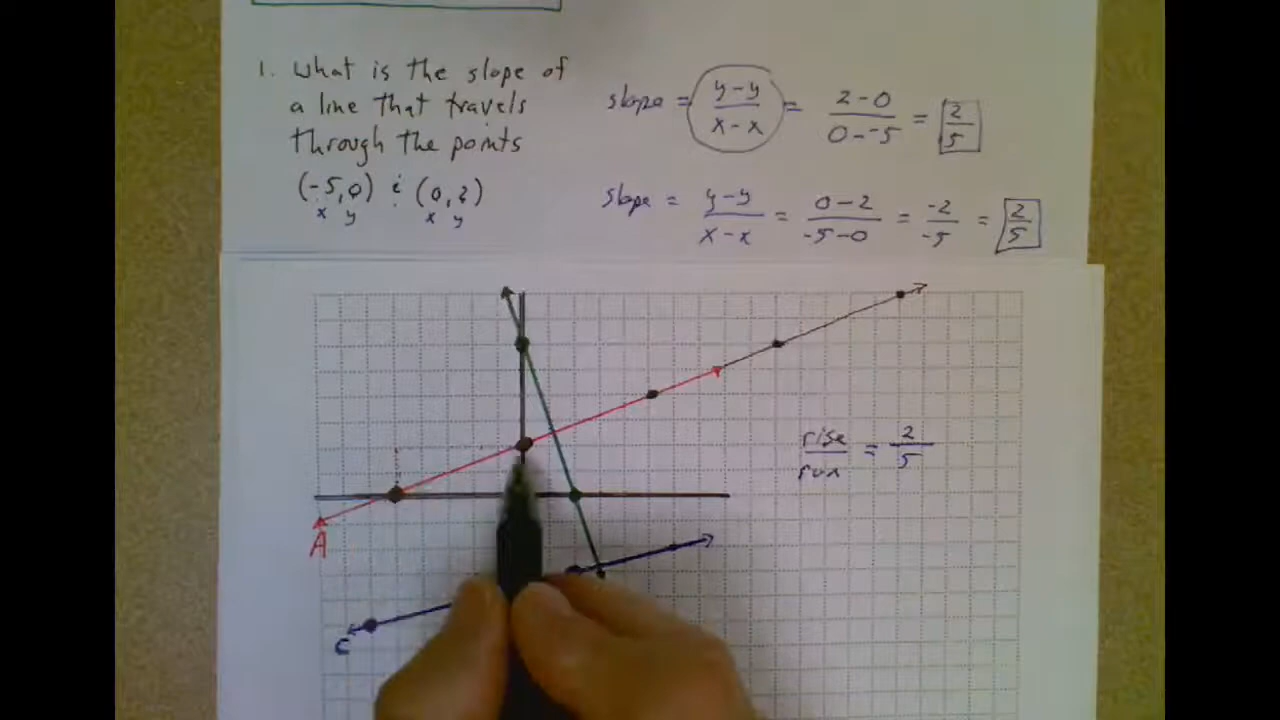 1. What is the slope of
a line that travels
through the points
(-5,0) & (0,2)
x y x y
slope = y-y/x-x = 2-0/0--5 = 2/5
slope = y-y/x-x = 0-2/-5-0 = -2/-5 = 2/5
rise/run = 2/5
A
C